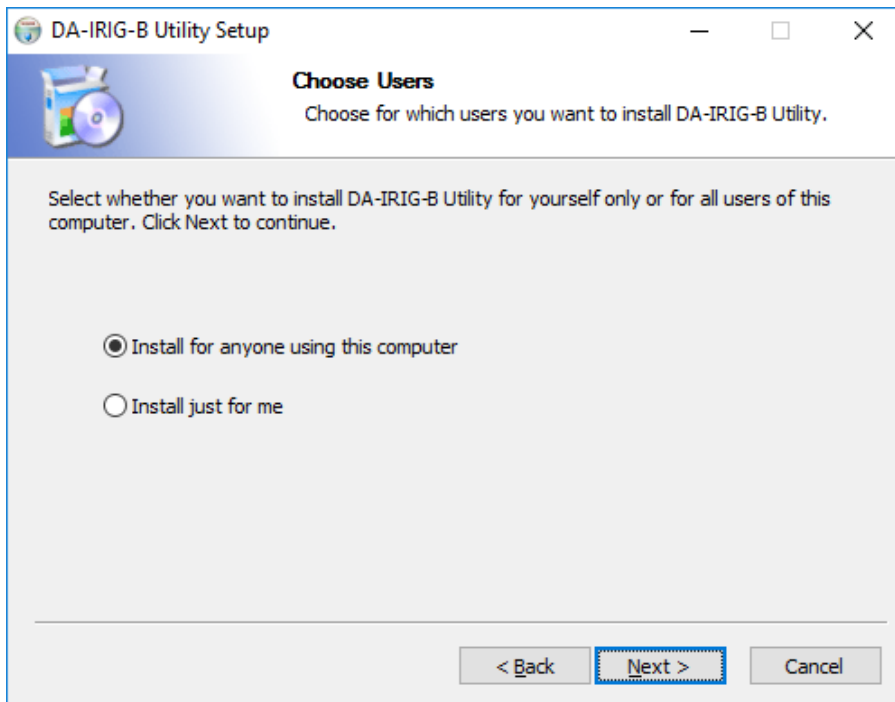 DA-IRIG-B Utility Setup
Choose Users
Choose for which users you want to install DA-IRIG-B Utility.
Select whether you want to install DA-IRIG-B Utility for yourself only or for all users of this
computer. Click Next to continue.
Install for anyone using this computer
Install just for me
< Back
Next >
Cancel